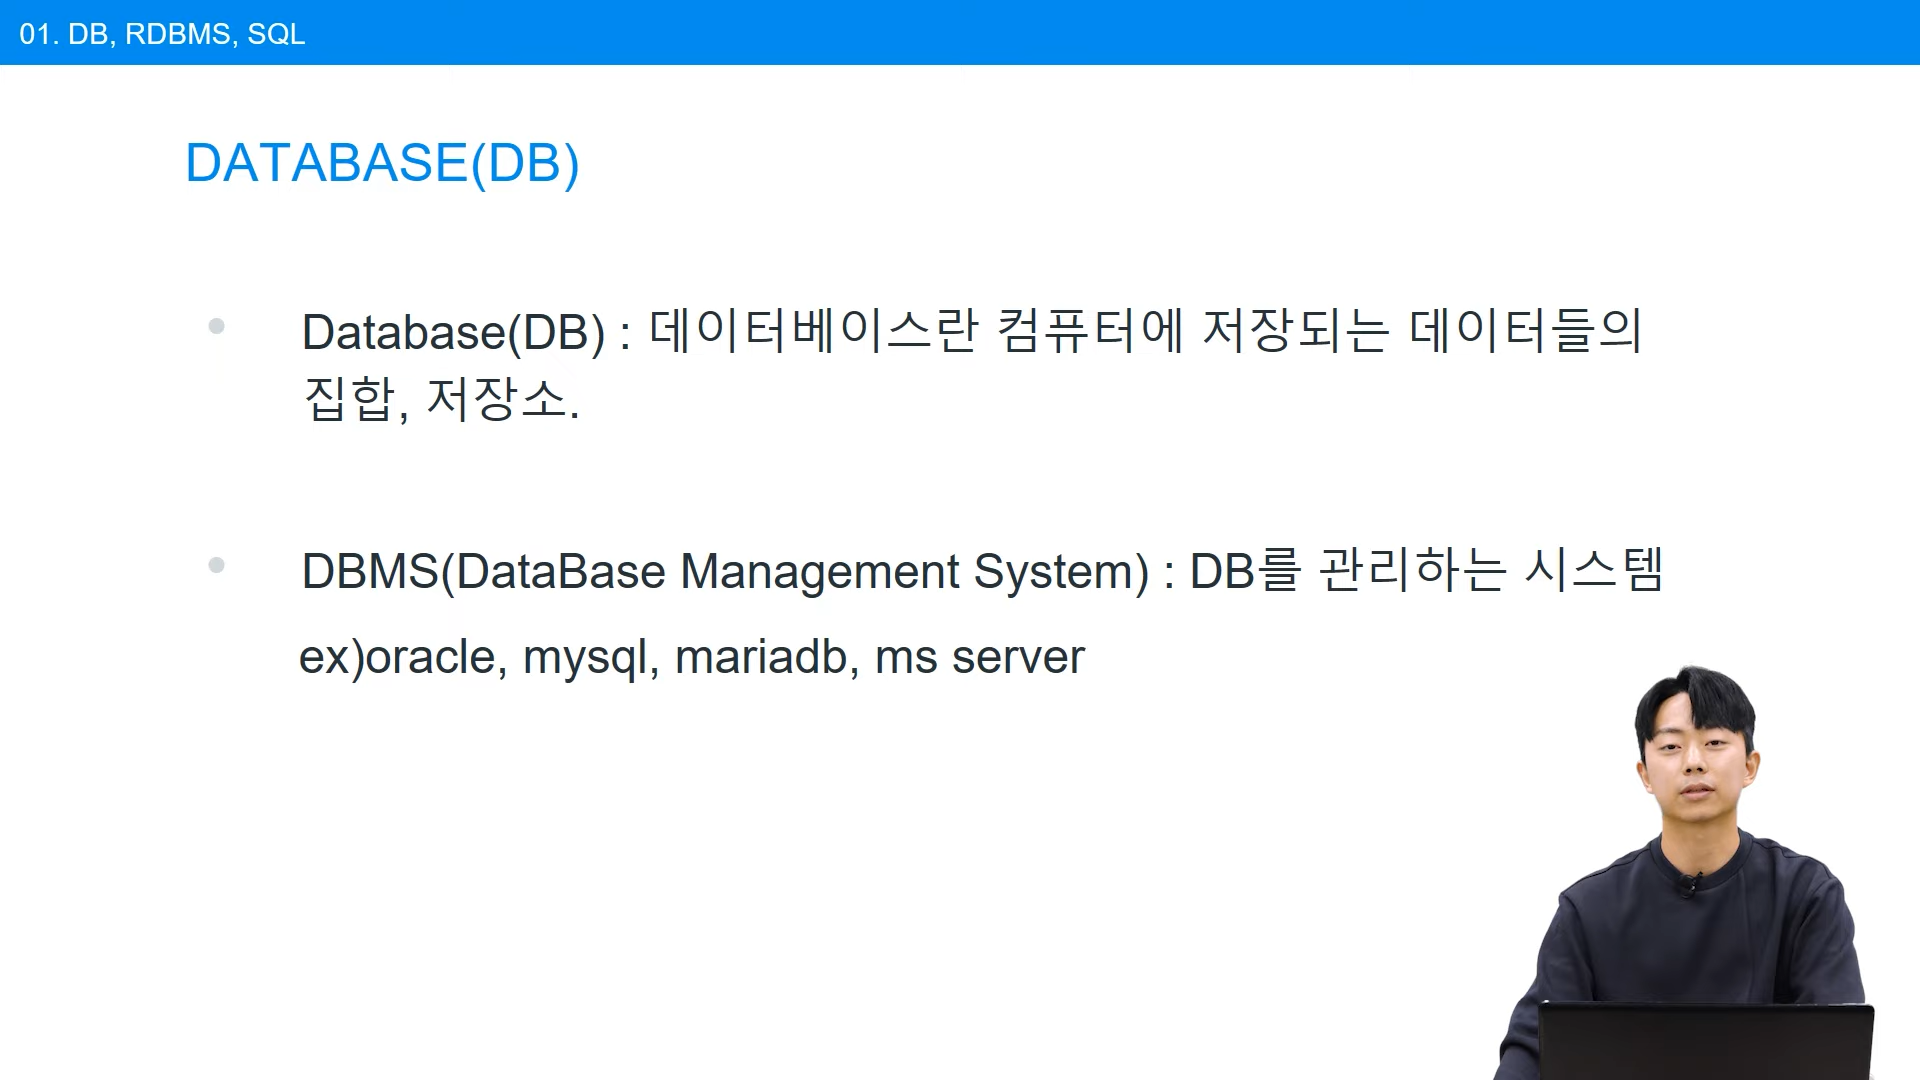 01. DB, RDBMS, SQL
DATABASE(DB)
Database(DB) : 데이터베이스란 컴퓨터에 저장되는 데이터들의
집합, 저장소.
DBMS(DataBase Management System) : DB를 관리하는 시스템
ex)oracle, mysql, mariadb, ms server